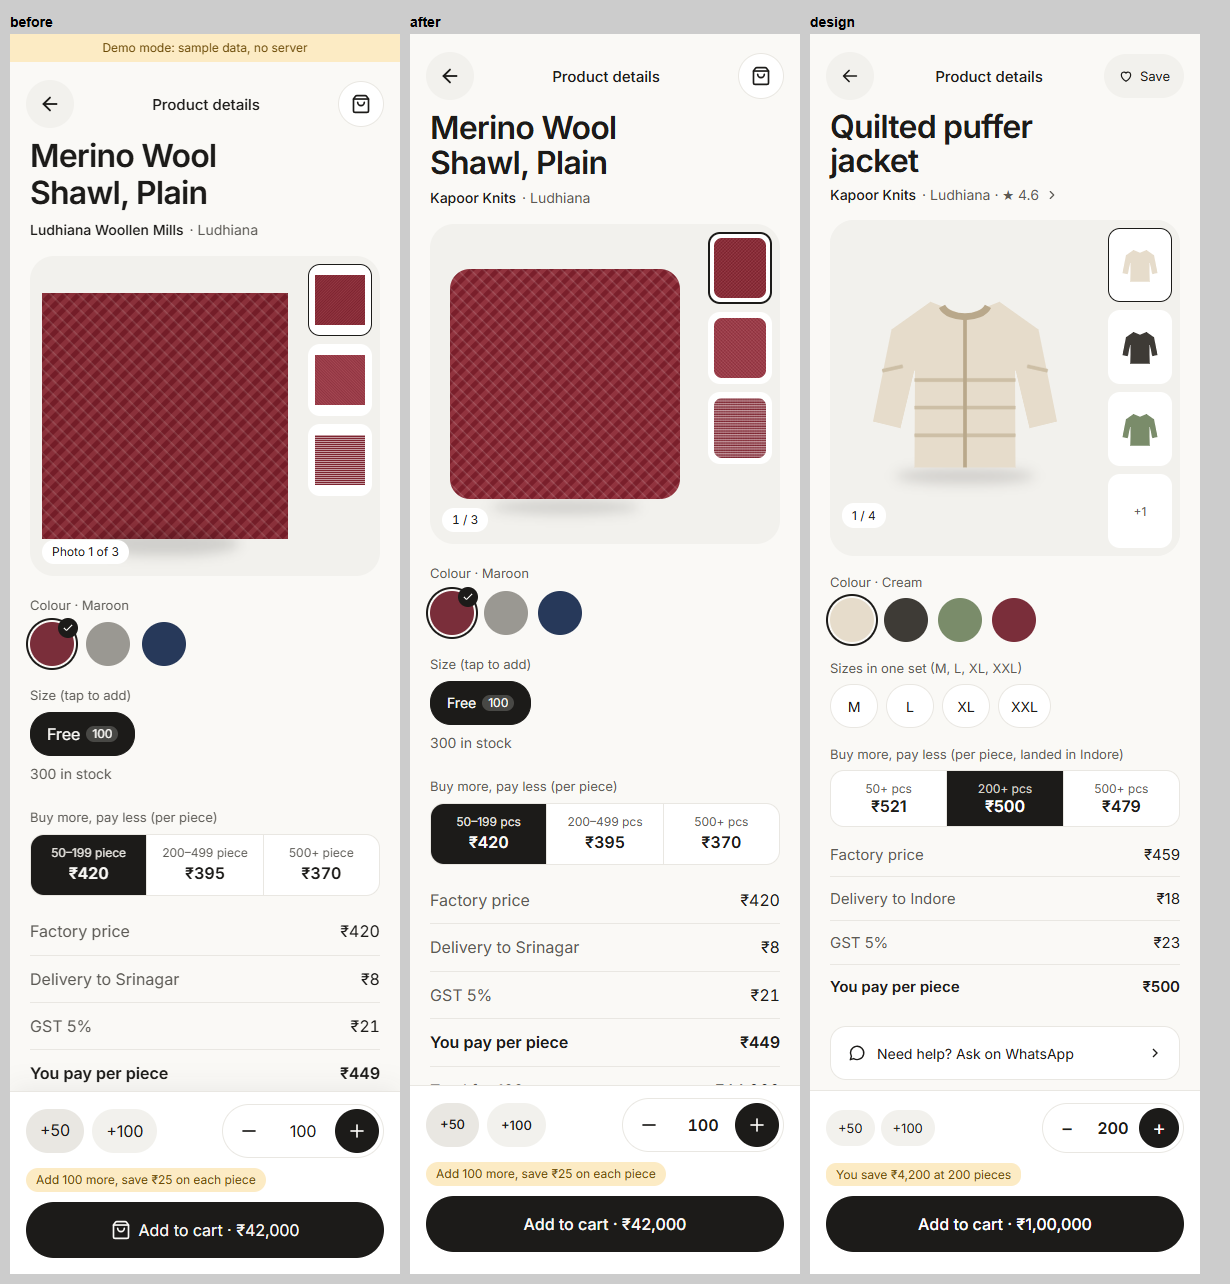 before
Demo mode: sample data, no server
Product details
Merino Wool
Shawl, Plain
Ludhiana Woollen Mills · Ludhiana
Photo 1 of 3
Colour · Maroon
Size (tap to add)
Free 100
300 in stock
Buy more, pay less (per piece)
50–199 piece 200–499 piece 500+ piece
₹420 ₹395 ₹370
Factory price ₹420
Delivery to Srinagar ₹8
GST 5% ₹21
You pay per piece ₹449
+50 +100 − 100 +
Add 100 more, save ₹25 on each piece
Add to cart · ₹42,000
after
Product details
Merino Wool
Shawl, Plain
Kapoor Knits · Ludhiana
1 / 3
Colour · Maroon
Size (tap to add)
Free 100
300 in stock
Buy more, pay less (per piece)
50–199 pcs 200–499 pcs 500+ pcs
₹420 ₹395 ₹370
Factory price ₹420
Delivery to Srinagar ₹8
GST 5% ₹21
You pay per piece ₹449
+50 +100 − 100 +
Add 100 more, save ₹25 on each piece
Add to cart · ₹42,000
design
Product details
Save
Quilted puffer
jacket
Kapoor Knits · Ludhiana · ★ 4.6 >
1 / 4
+1
Colour · Cream
Sizes in one set (M, L, XL, XXL)
M L XL XXL
Buy more, pay less (per piece, landed in Indore)
50+ pcs 200+ pcs 500+ pcs
₹521 ₹500 ₹479
Factory price ₹459
Delivery to Indore ₹18
GST 5% ₹23
You pay per piece ₹500
Need help? Ask on WhatsApp >
+50 +100 − 200 +
You save ₹4,200 at 200 pieces
Add to cart · ₹1,00,000